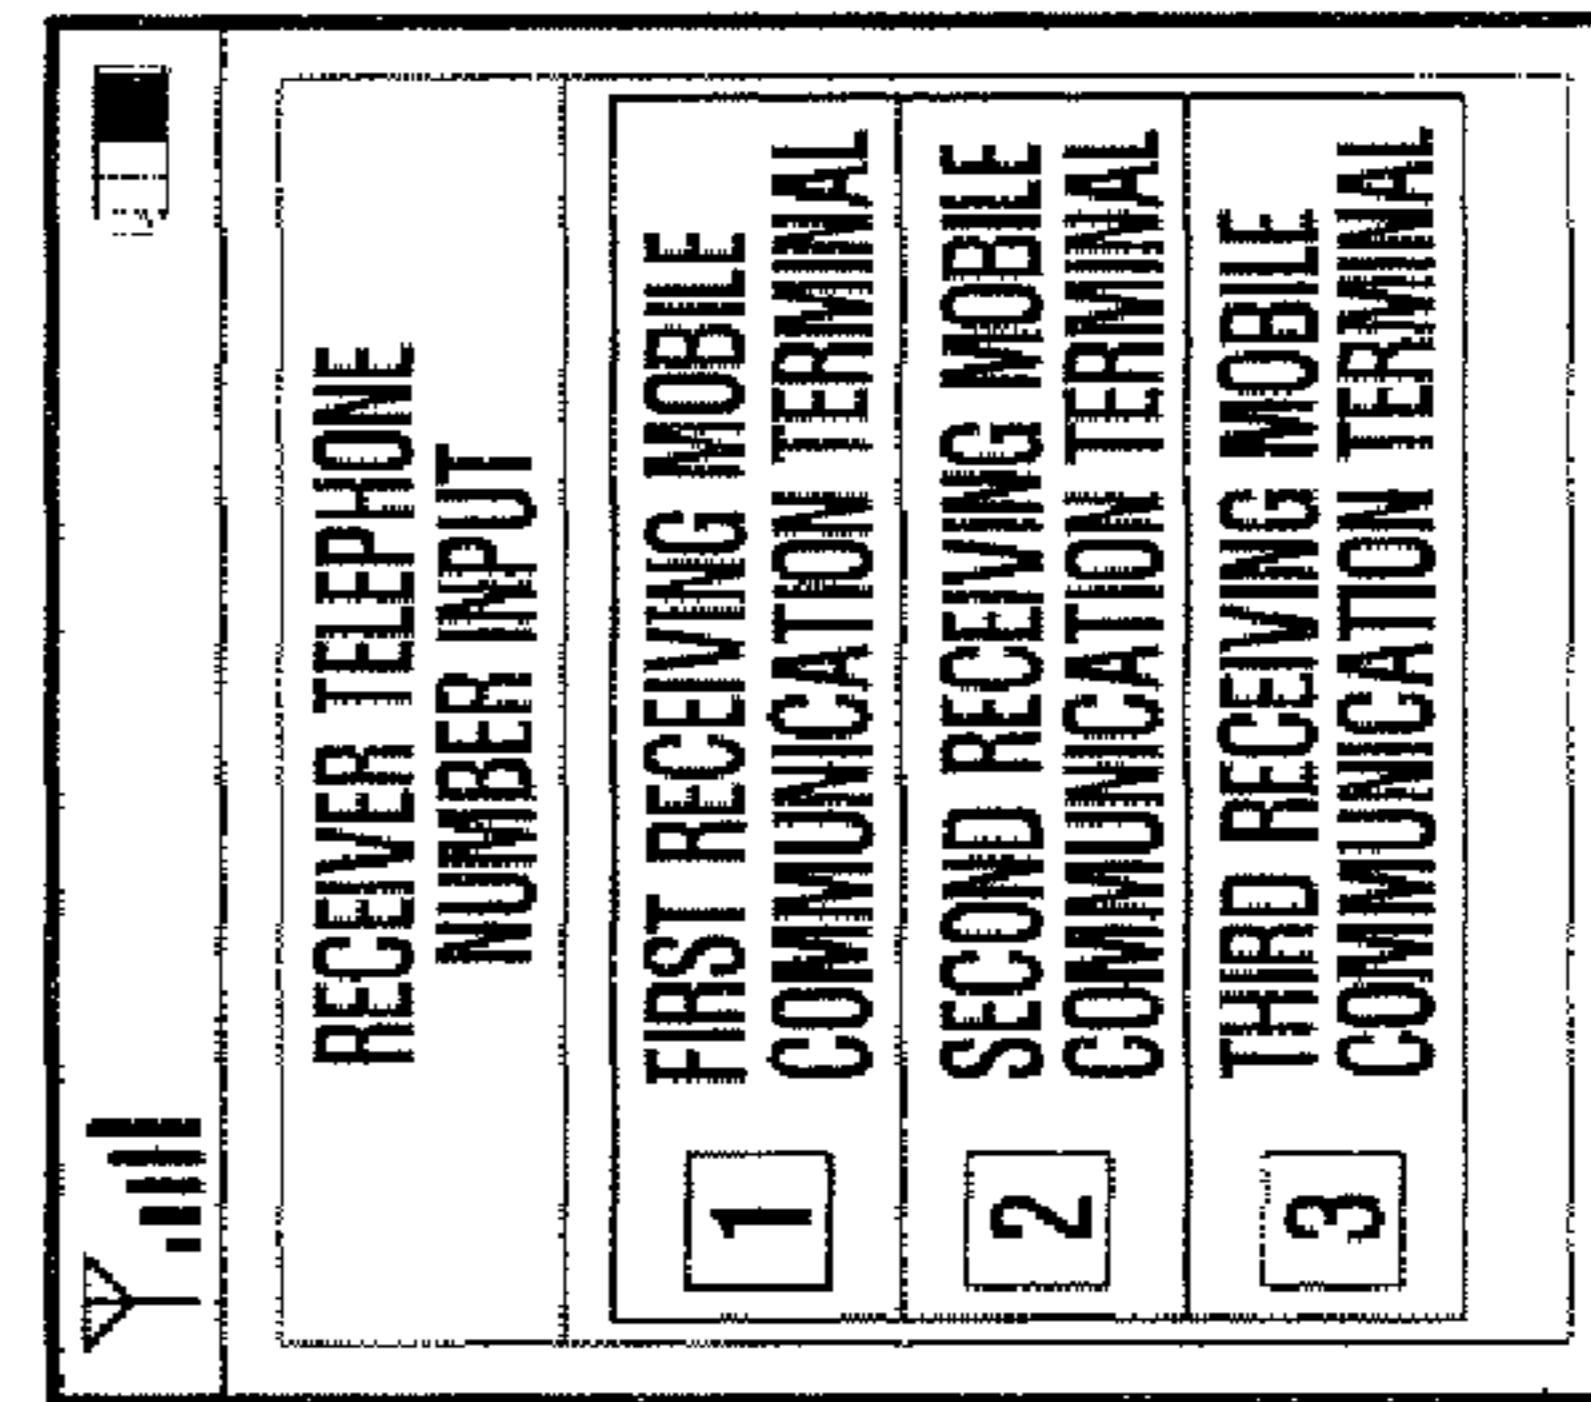 RECEIVER TELEPHONE
NUMBER INPUT
1
FIRST RECEIVING MOBILE
COMMUNICATION TERMINAL
2
SECOND RECEIVING MOBILE
COMMUNICATION TERMINAL
3
THIRD RECEIVING MOBILE
COMMUNICATION TERMINAL